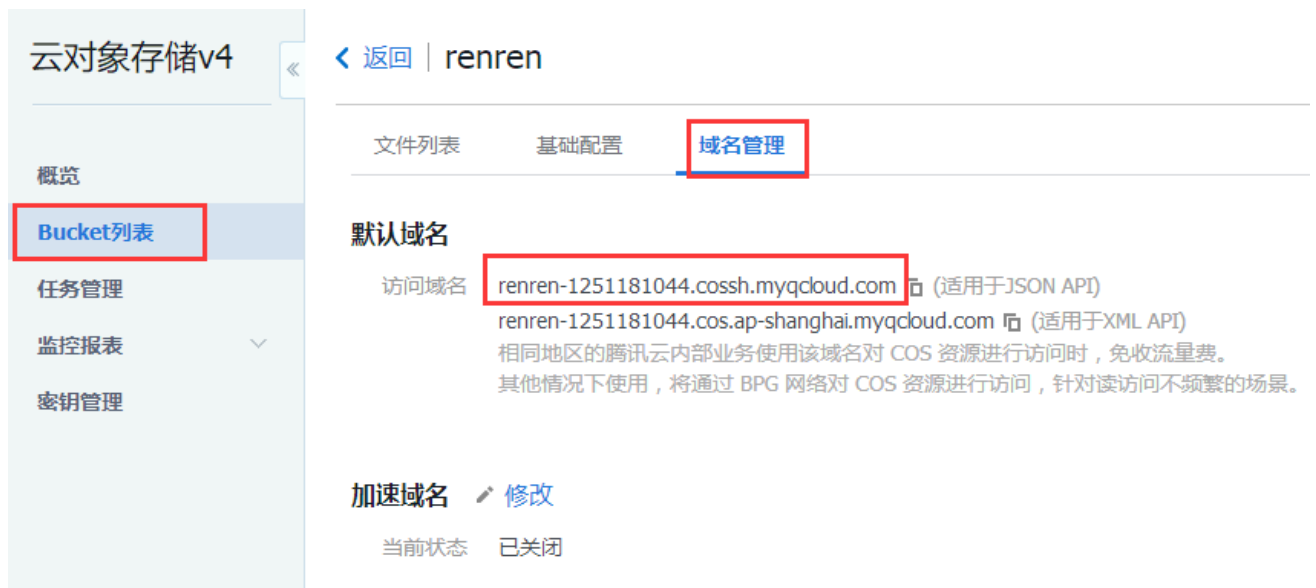 云对象存储v4
返回 renren
文件列表 基础配置 域名管理
概览
Bucket列表
任务管理
监控报表
密钥管理
默认域名
访问域名 renren-1251181044.cossh.myqcloud.com (适用于JSON API)
renren-1251181044.cos.ap-shanghai.myqcloud.com (适用于XML API)
相同地区的腾讯云内部业务使用该域名对 COS 资源进行访问时，免收流量费。
其他情况下使用，将通过 BPG 网络对 COS 资源进行访问，针对读访问不频繁的场景。
加速域名 修改
当前状态 已关闭